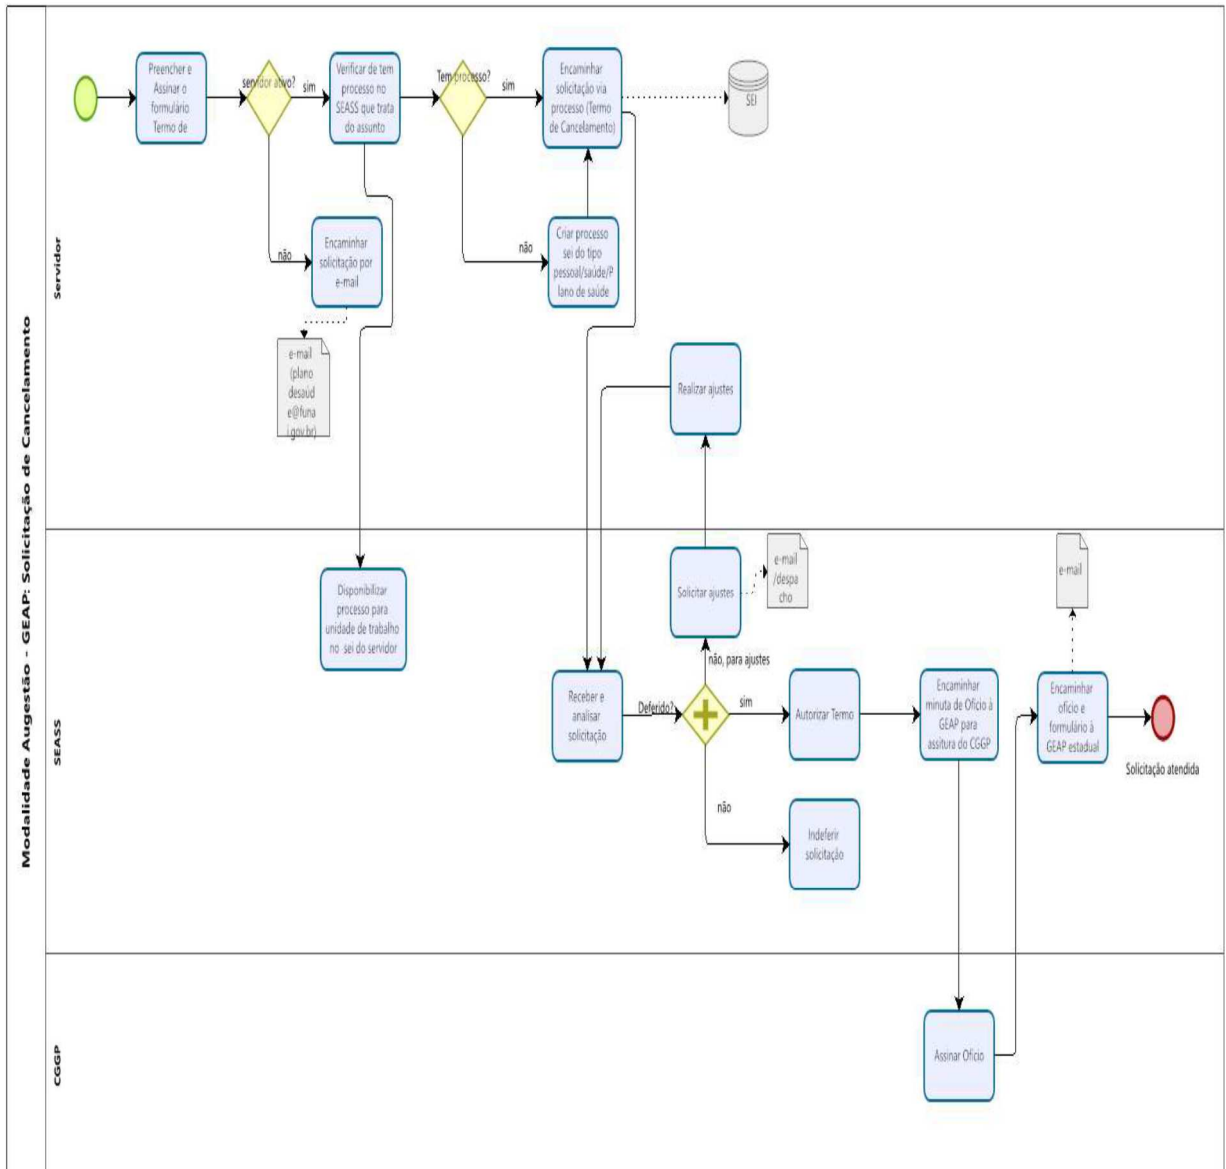 Modalidade Augestão - GEAP: Solicitação de Cancelamento
Servidor
Preencher e
Assinar o
formulário
Termo de
servidor ativo?
sim
não
Verificar de tem
processo no
SEASS que trata
do assunto
Tem processo?
sim
não
Encaminhar
solicitação via
processo (Termo
de Cancelamento)
SEI
Encaminhar
solicitação por
e-mail
Criar processo
sei do tipo
pessoal/saúde/P
lano de saúde
e-mail
(plano
desaúd
e@funa
i.gov.br)
Realizar ajustes
SEASS
Disponibilizar
processo para
unidade de trabalho
no sei do servidor
Solicitar ajustes
e-mail
/despa
cho
e-mail
não, para ajustes
Receber e
analisar
solicitação
Deferido?
sim
Autorizar Termo
Encaminhar
minuta de Ofício à
GEAP para
assitura do CGGP
Encaminhar
ofício e
formulário à
GEAP estadual
Solicitação atendida
não
Indeferir
solicitação
CGGP
Assinar Ofício